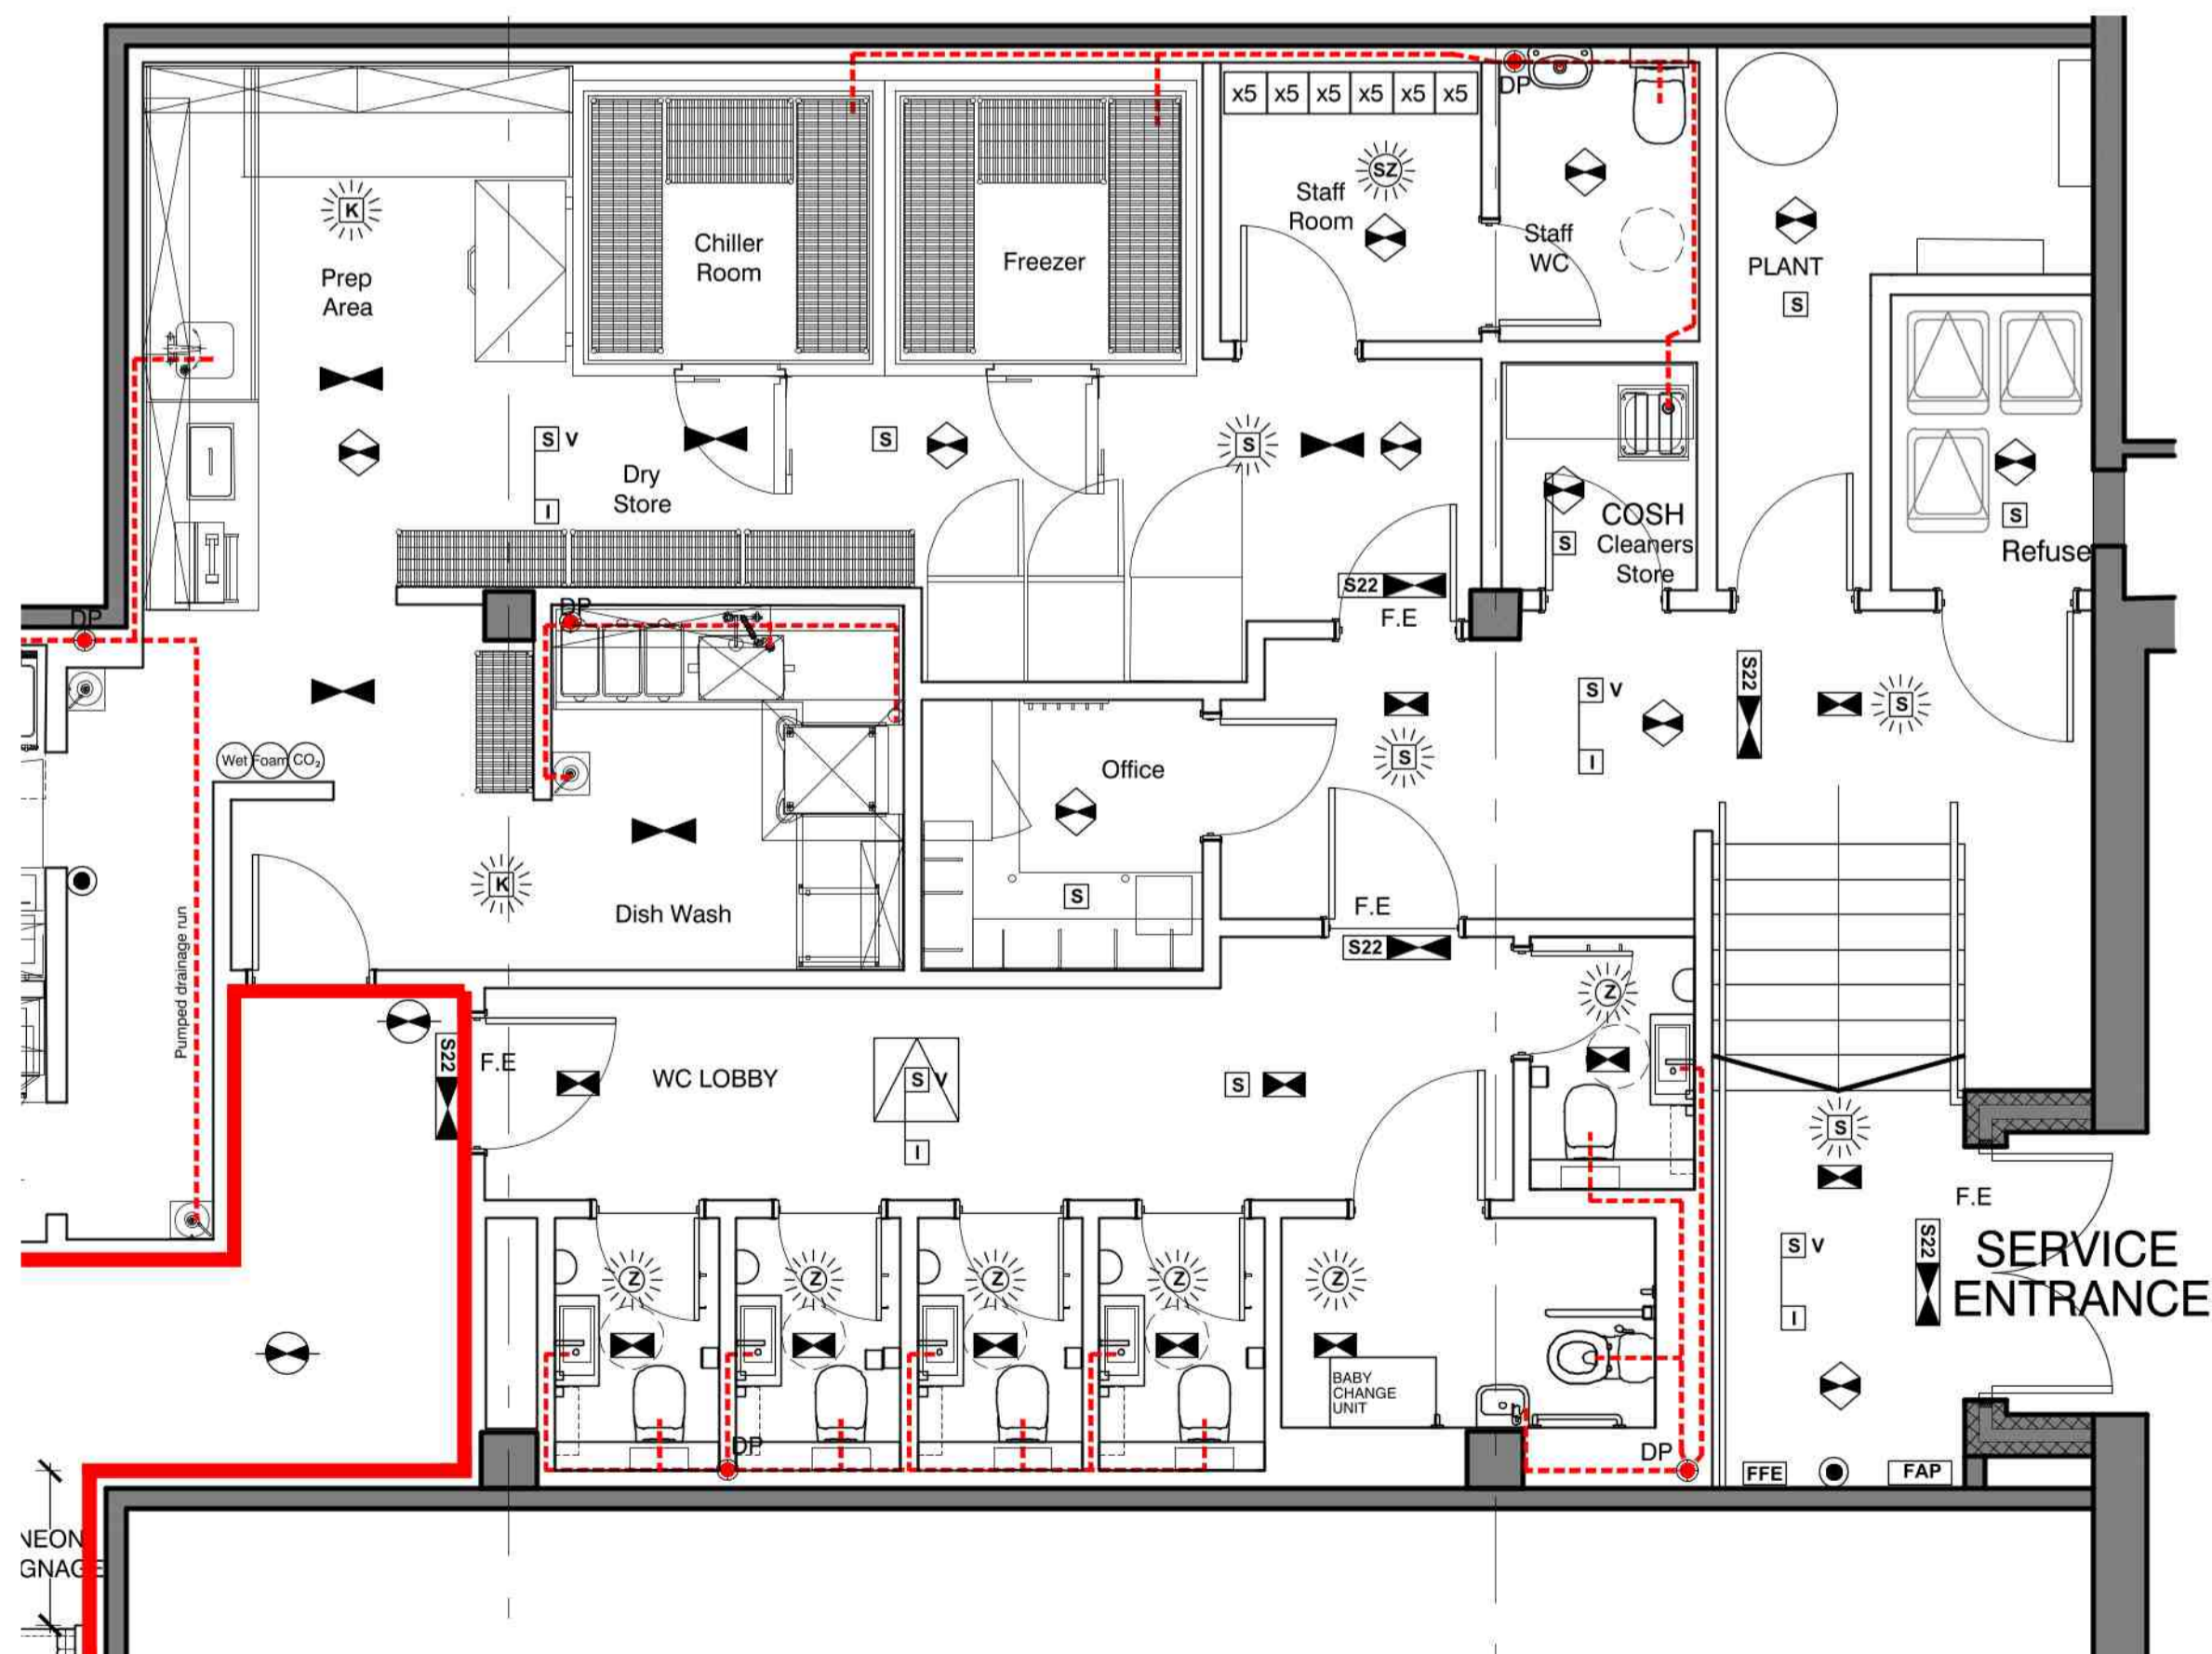 x5 x5 x5 x5 x5 x5
DP
SZ
Staff
Room
K
Prep
Area
Chiller
Room
Freezer
Staff
WC
PLANT
S
S V
I
Dry
Store
S
S
S
COSH
Cleaners
Store
S
Refuse
S22
F.E
DP
DP
S V
I
S22
S
S
Wet Foam CO₂
Office
S
K
Dish Wash
F.E
S22
Pumped drainage run
Z
S22
F.E
WC LOBBY
S V
I
S
S
F.E
S V
I
S22
SERVICE
ENTRANCE
Z
Z
Z
Z
Z
BABY
CHANGE
UNIT
DP
DP
FFE
FAP
NEON
GNAGE